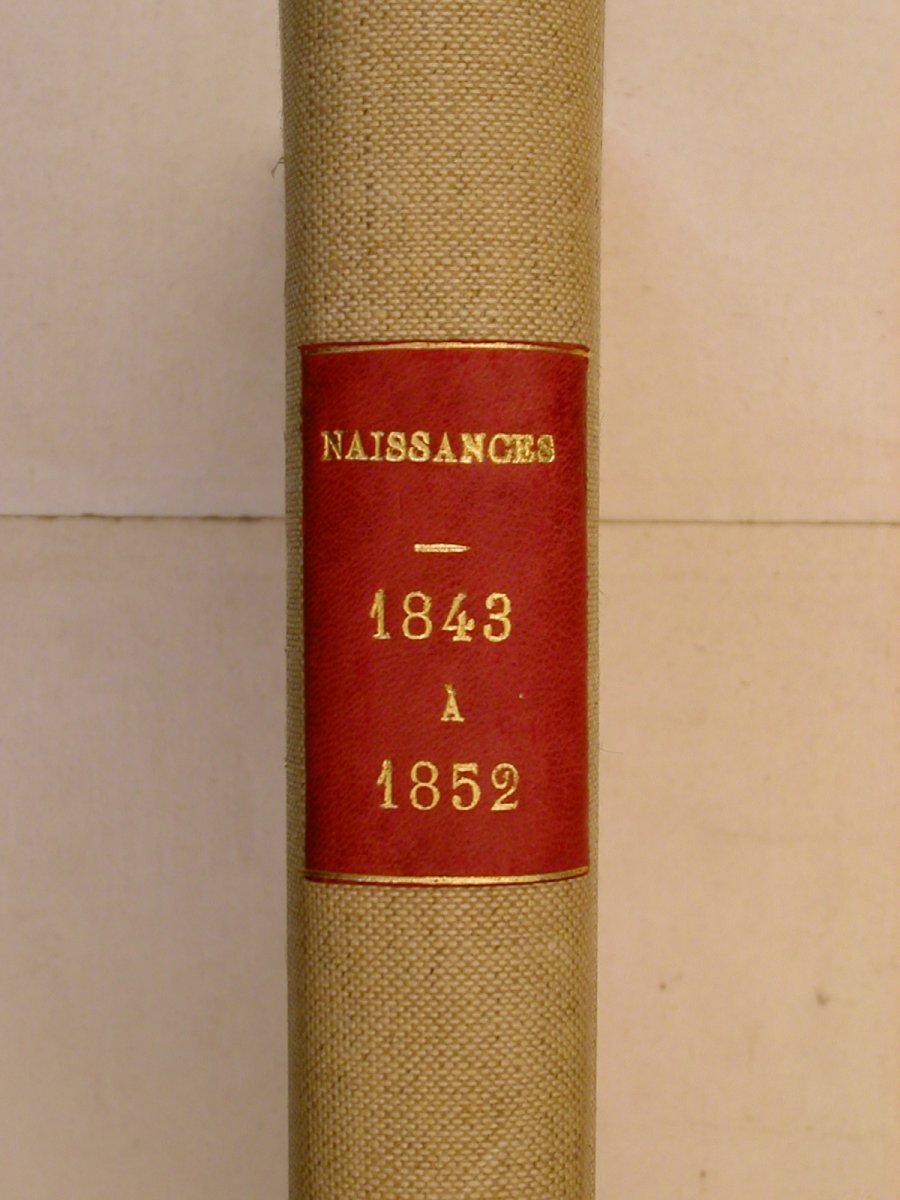 NAISSANCES
—
1843
À
1852